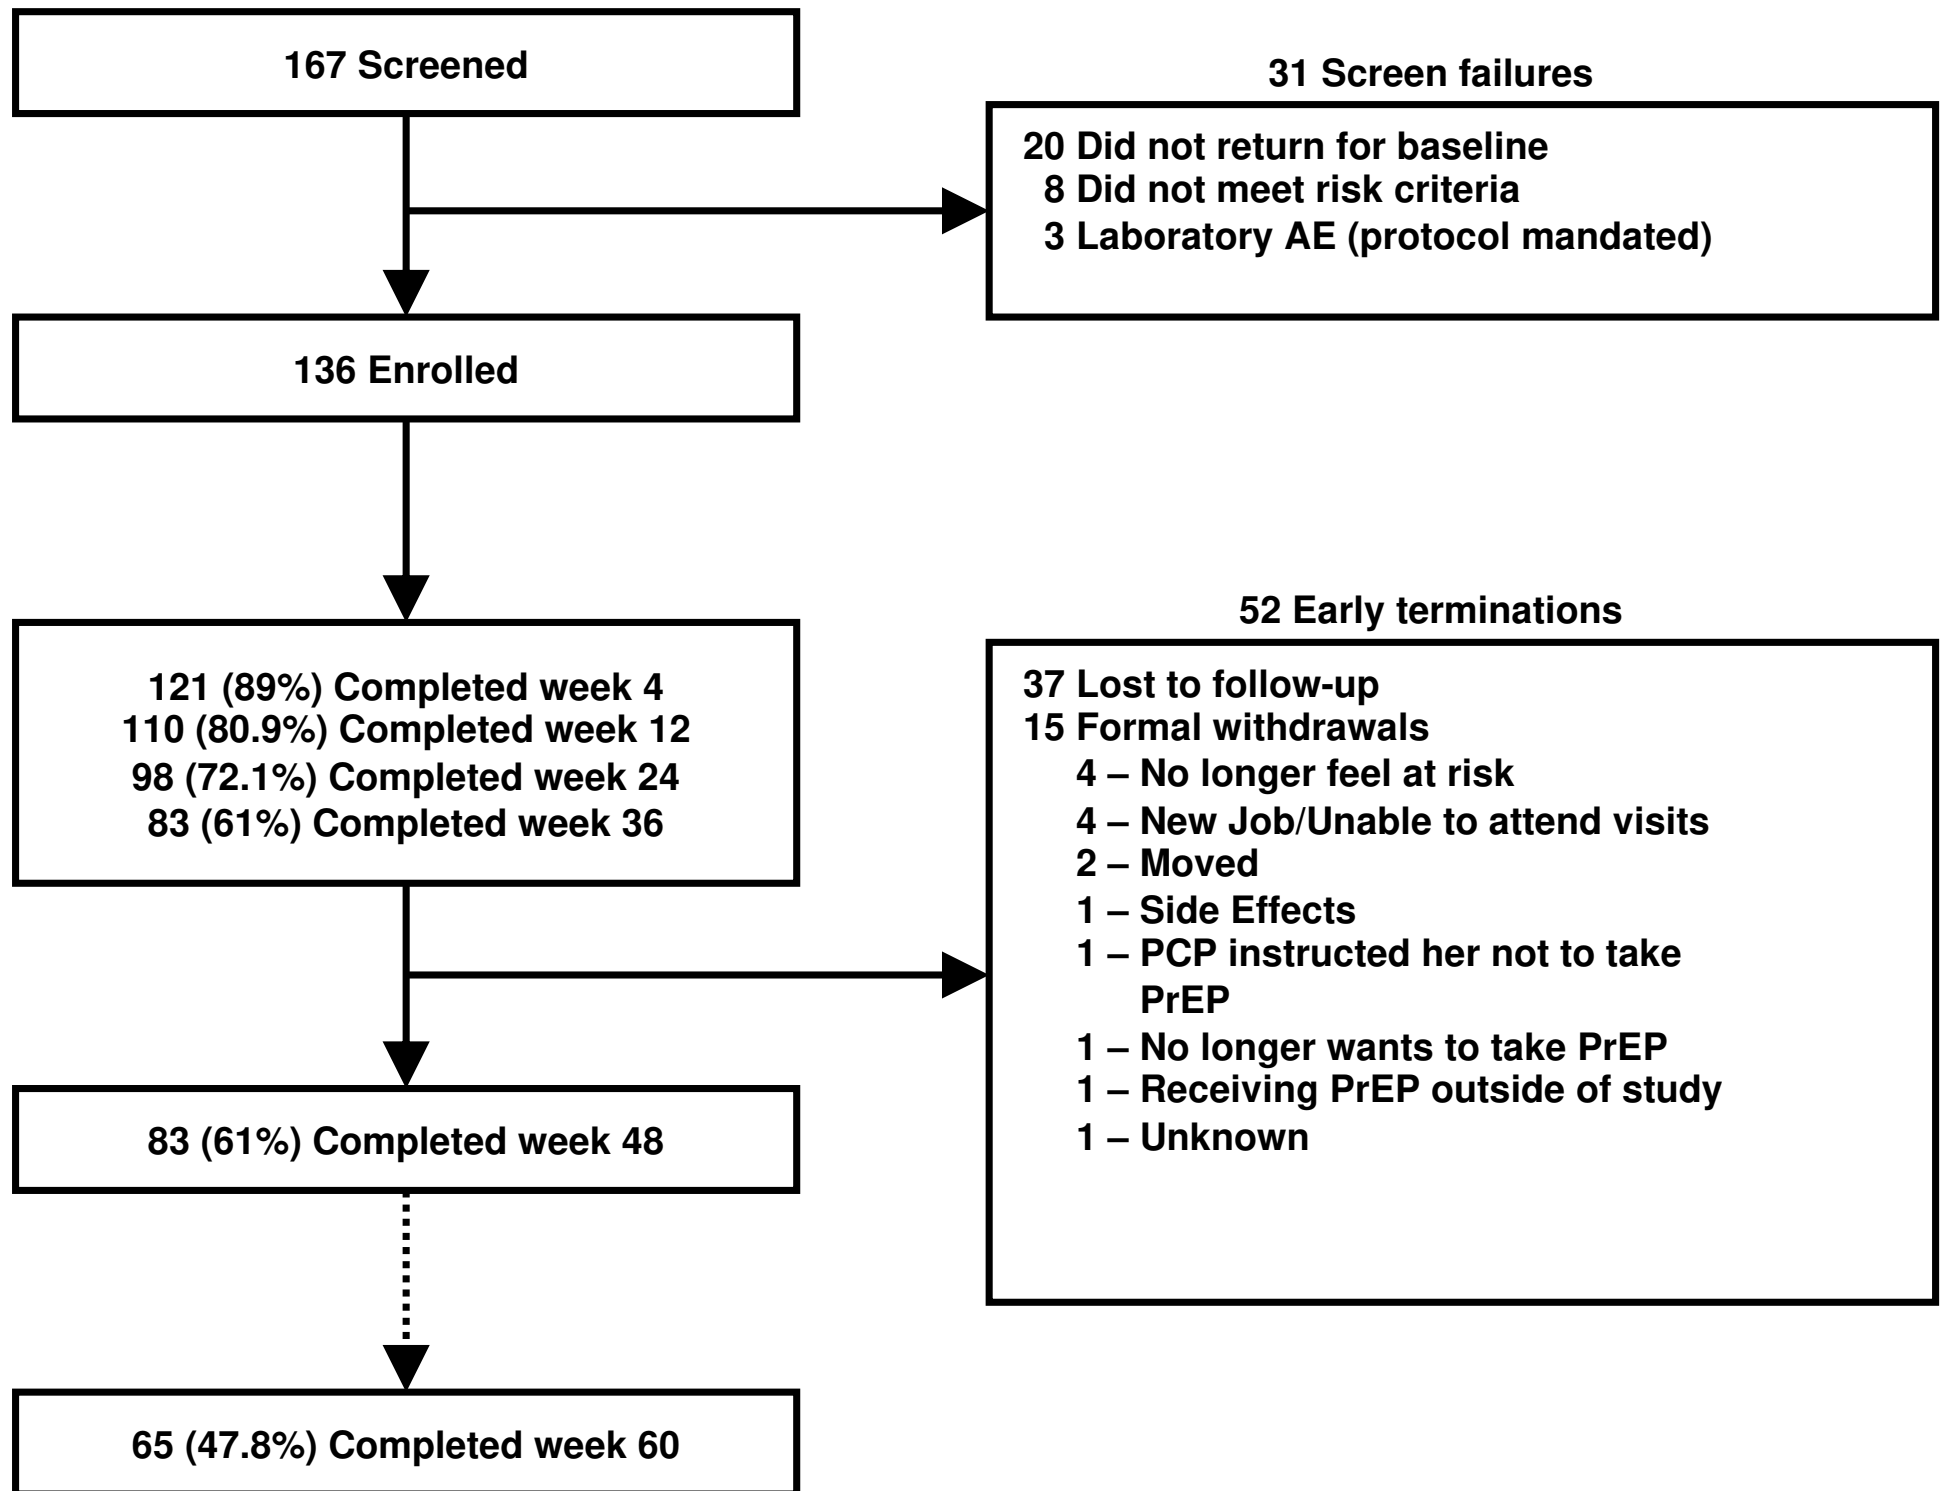 167 Screened
31 Screen failures
20 Did not return for baseline
8 Did not meet risk criteria
3 Laboratory AE (protocol mandated)
136 Enrolled
121 (89%) Completed week 4
110 (80.9%) Completed week 12
98 (72.1%) Completed week 24
83 (61%) Completed week 36
52 Early terminations
37 Lost to follow-up
15 Formal withdrawals
4 – No longer feel at risk
4 – New Job/Unable to attend visits
2 – Moved
1 – Side Effects
1 – PCP instructed her not to take
PrEP
1 – No longer wants to take PrEP
1 – Receiving PrEP outside of study
1 – Unknown
83 (61%) Completed week 48
65 (47.8%) Completed week 60